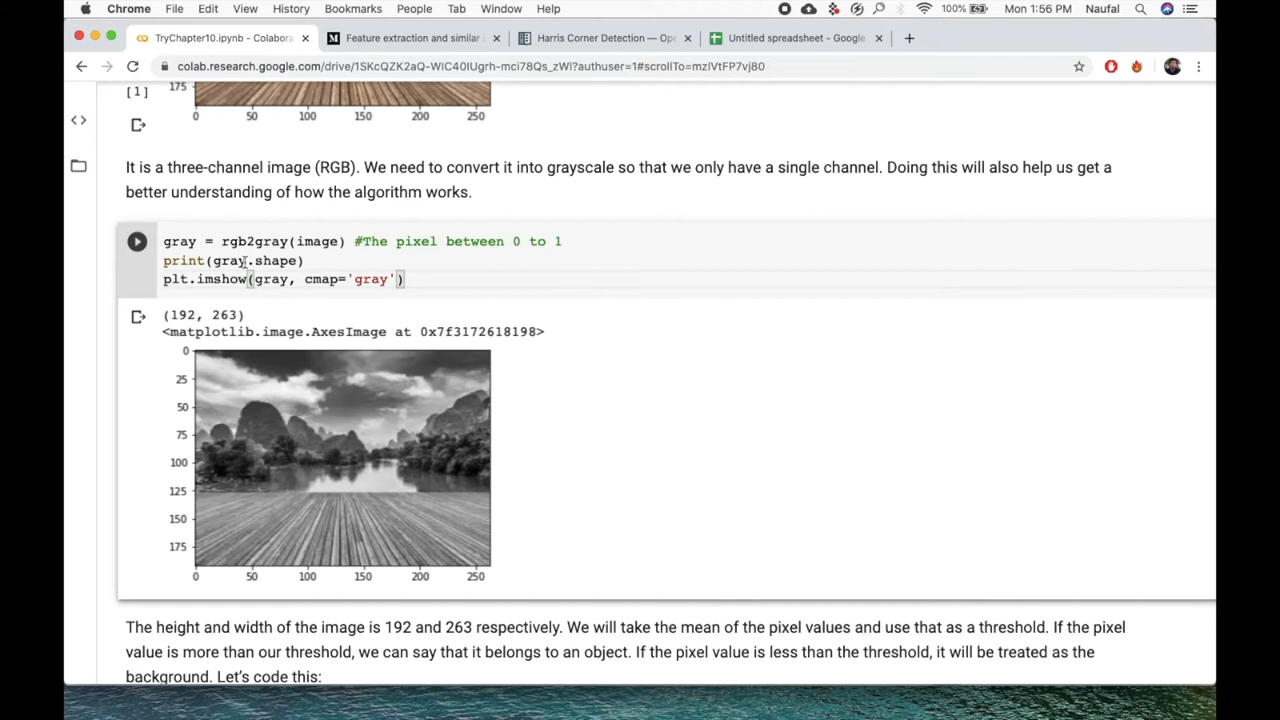 Chrome File Edit View History Bookmarks People Tab Window Help 100% Mon 1:56 PM Naufal
TryChapter10.ipynb - Colabora Feature extraction and similar i Harris Corner Detection — Ope Untitled spreadsheet - Google
colab.research.google.com/drive/1SKcQZK2aQ-WIC40IUgrh-mci78Qs_zWi?authuser=1#scrollTo=mzIVtFP7vj80
[1]
175
0 50 100 150 200 250
It is a three-channel image (RGB). We need to convert it into grayscale so that we only have a single channel. Doing this will also help us get a
better understanding of how the algorithm works.
gray = rgb2gray(image) #The pixel between 0 to 1
print(gray.shape)
plt.imshow(gray, cmap='gray')
(192, 263)
<matplotlib.image.AxesImage at 0x7f3172618198>
0
25
50
75
100
125
150
175
0 50 100 150 200 250
The height and width of the image is 192 and 263 respectively. We will take the mean of the pixel values and use that as a threshold. If the pixel
value is more than our threshold, we can say that it belongs to an object. If the pixel value is less than the threshold, it will be treated as the
background. Let's code this: